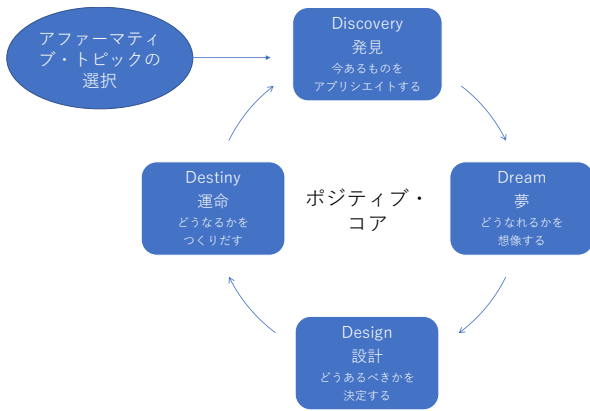 アファーマティ
ブ・トピックの
選択
Discovery
発見
今あるものを
アプリシエイトする
Destiny
運命
どうなるかを
つくりだす
ポジティブ・
コア
Dream
夢
どうなれるかを
想像する
Design
設計
どうあるべきかを
決定する